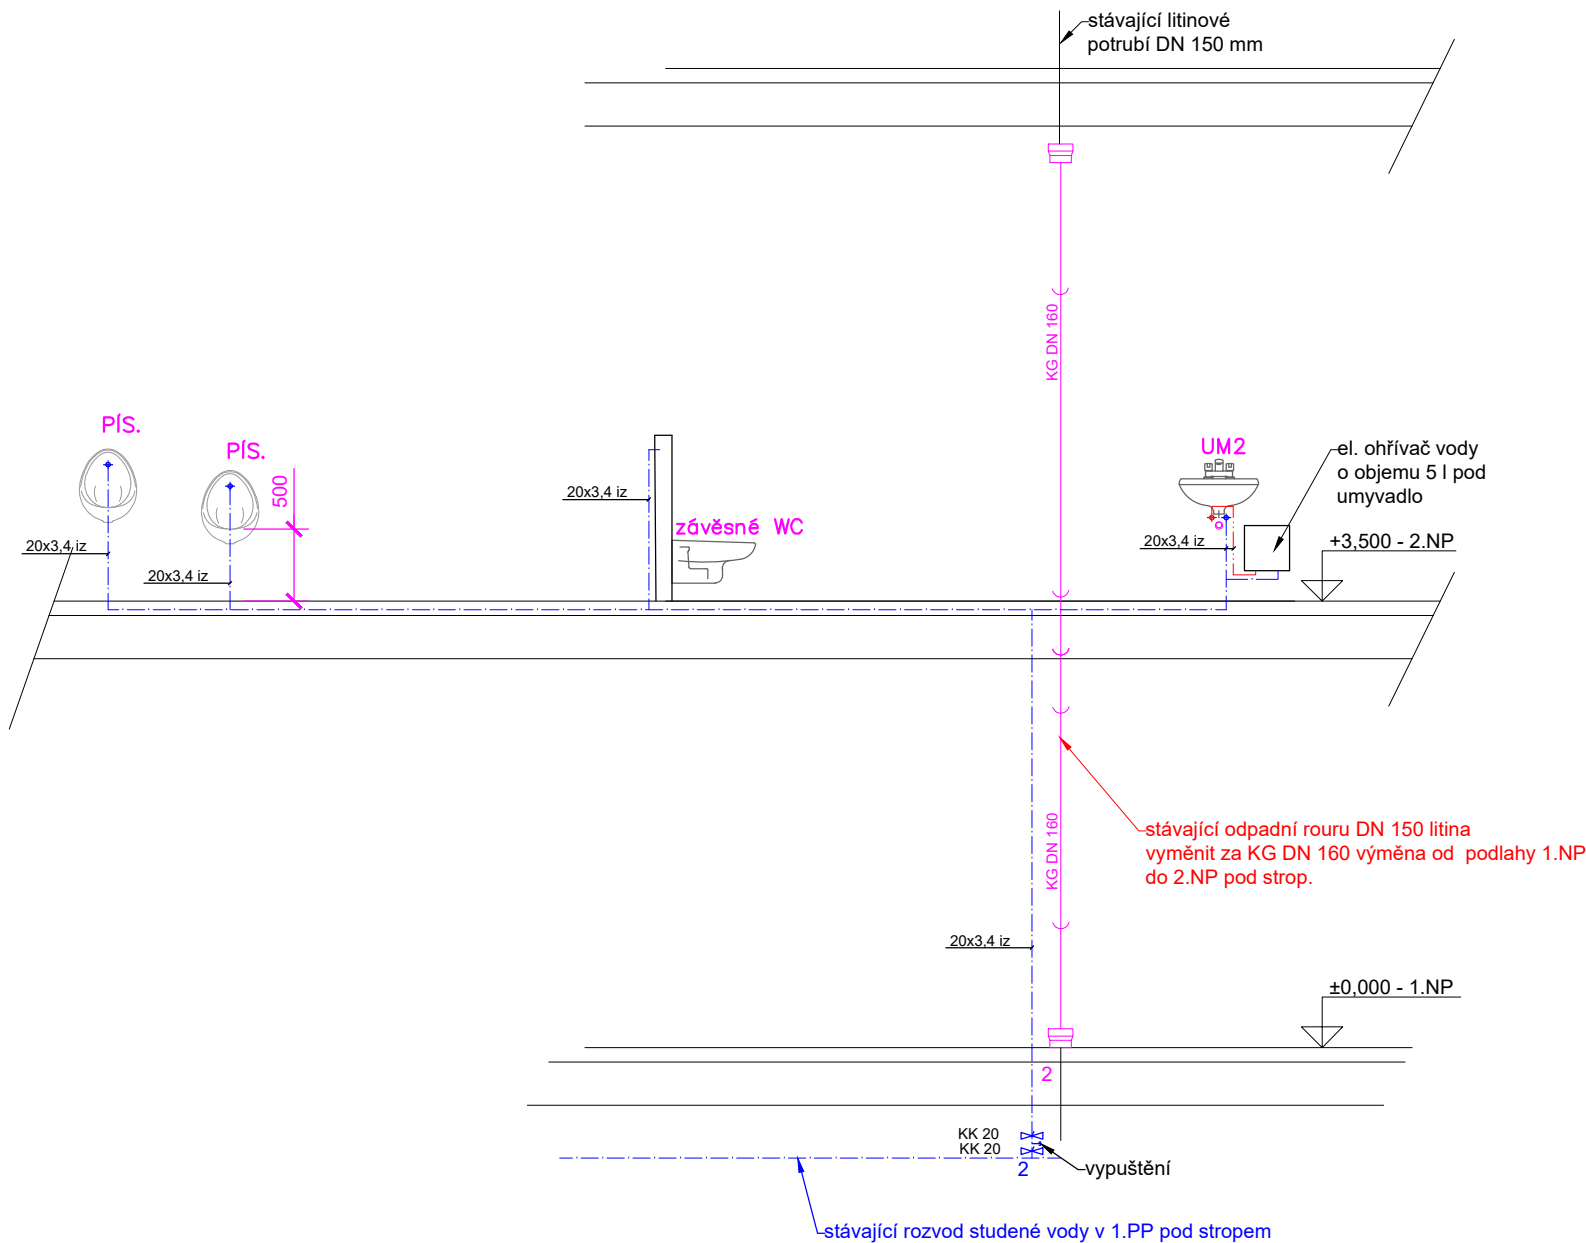 stávající litinové
potrubí DN 150 mm
KG DN 160
PÍS.
PÍS.
500
20x3,4 iz
20x3,4 iz
20x3,4 iz
závěsné WC
UM2
20x3,4 iz
el. ohřívač vody
o objemu 5 l pod
umyvadlo
+3,500 - 2.NP
KG DN 160
stávající odpadní rouru DN 150 litina
vyměnit za KG DN 160 výměna od podlahy 1.NP
do 2.NP pod strop.
20x3,4 iz
±0,000 - 1.NP
2
KK 20
KK 20
2
vypuštění
stávající rozvod studené vody v 1.PP pod stropem